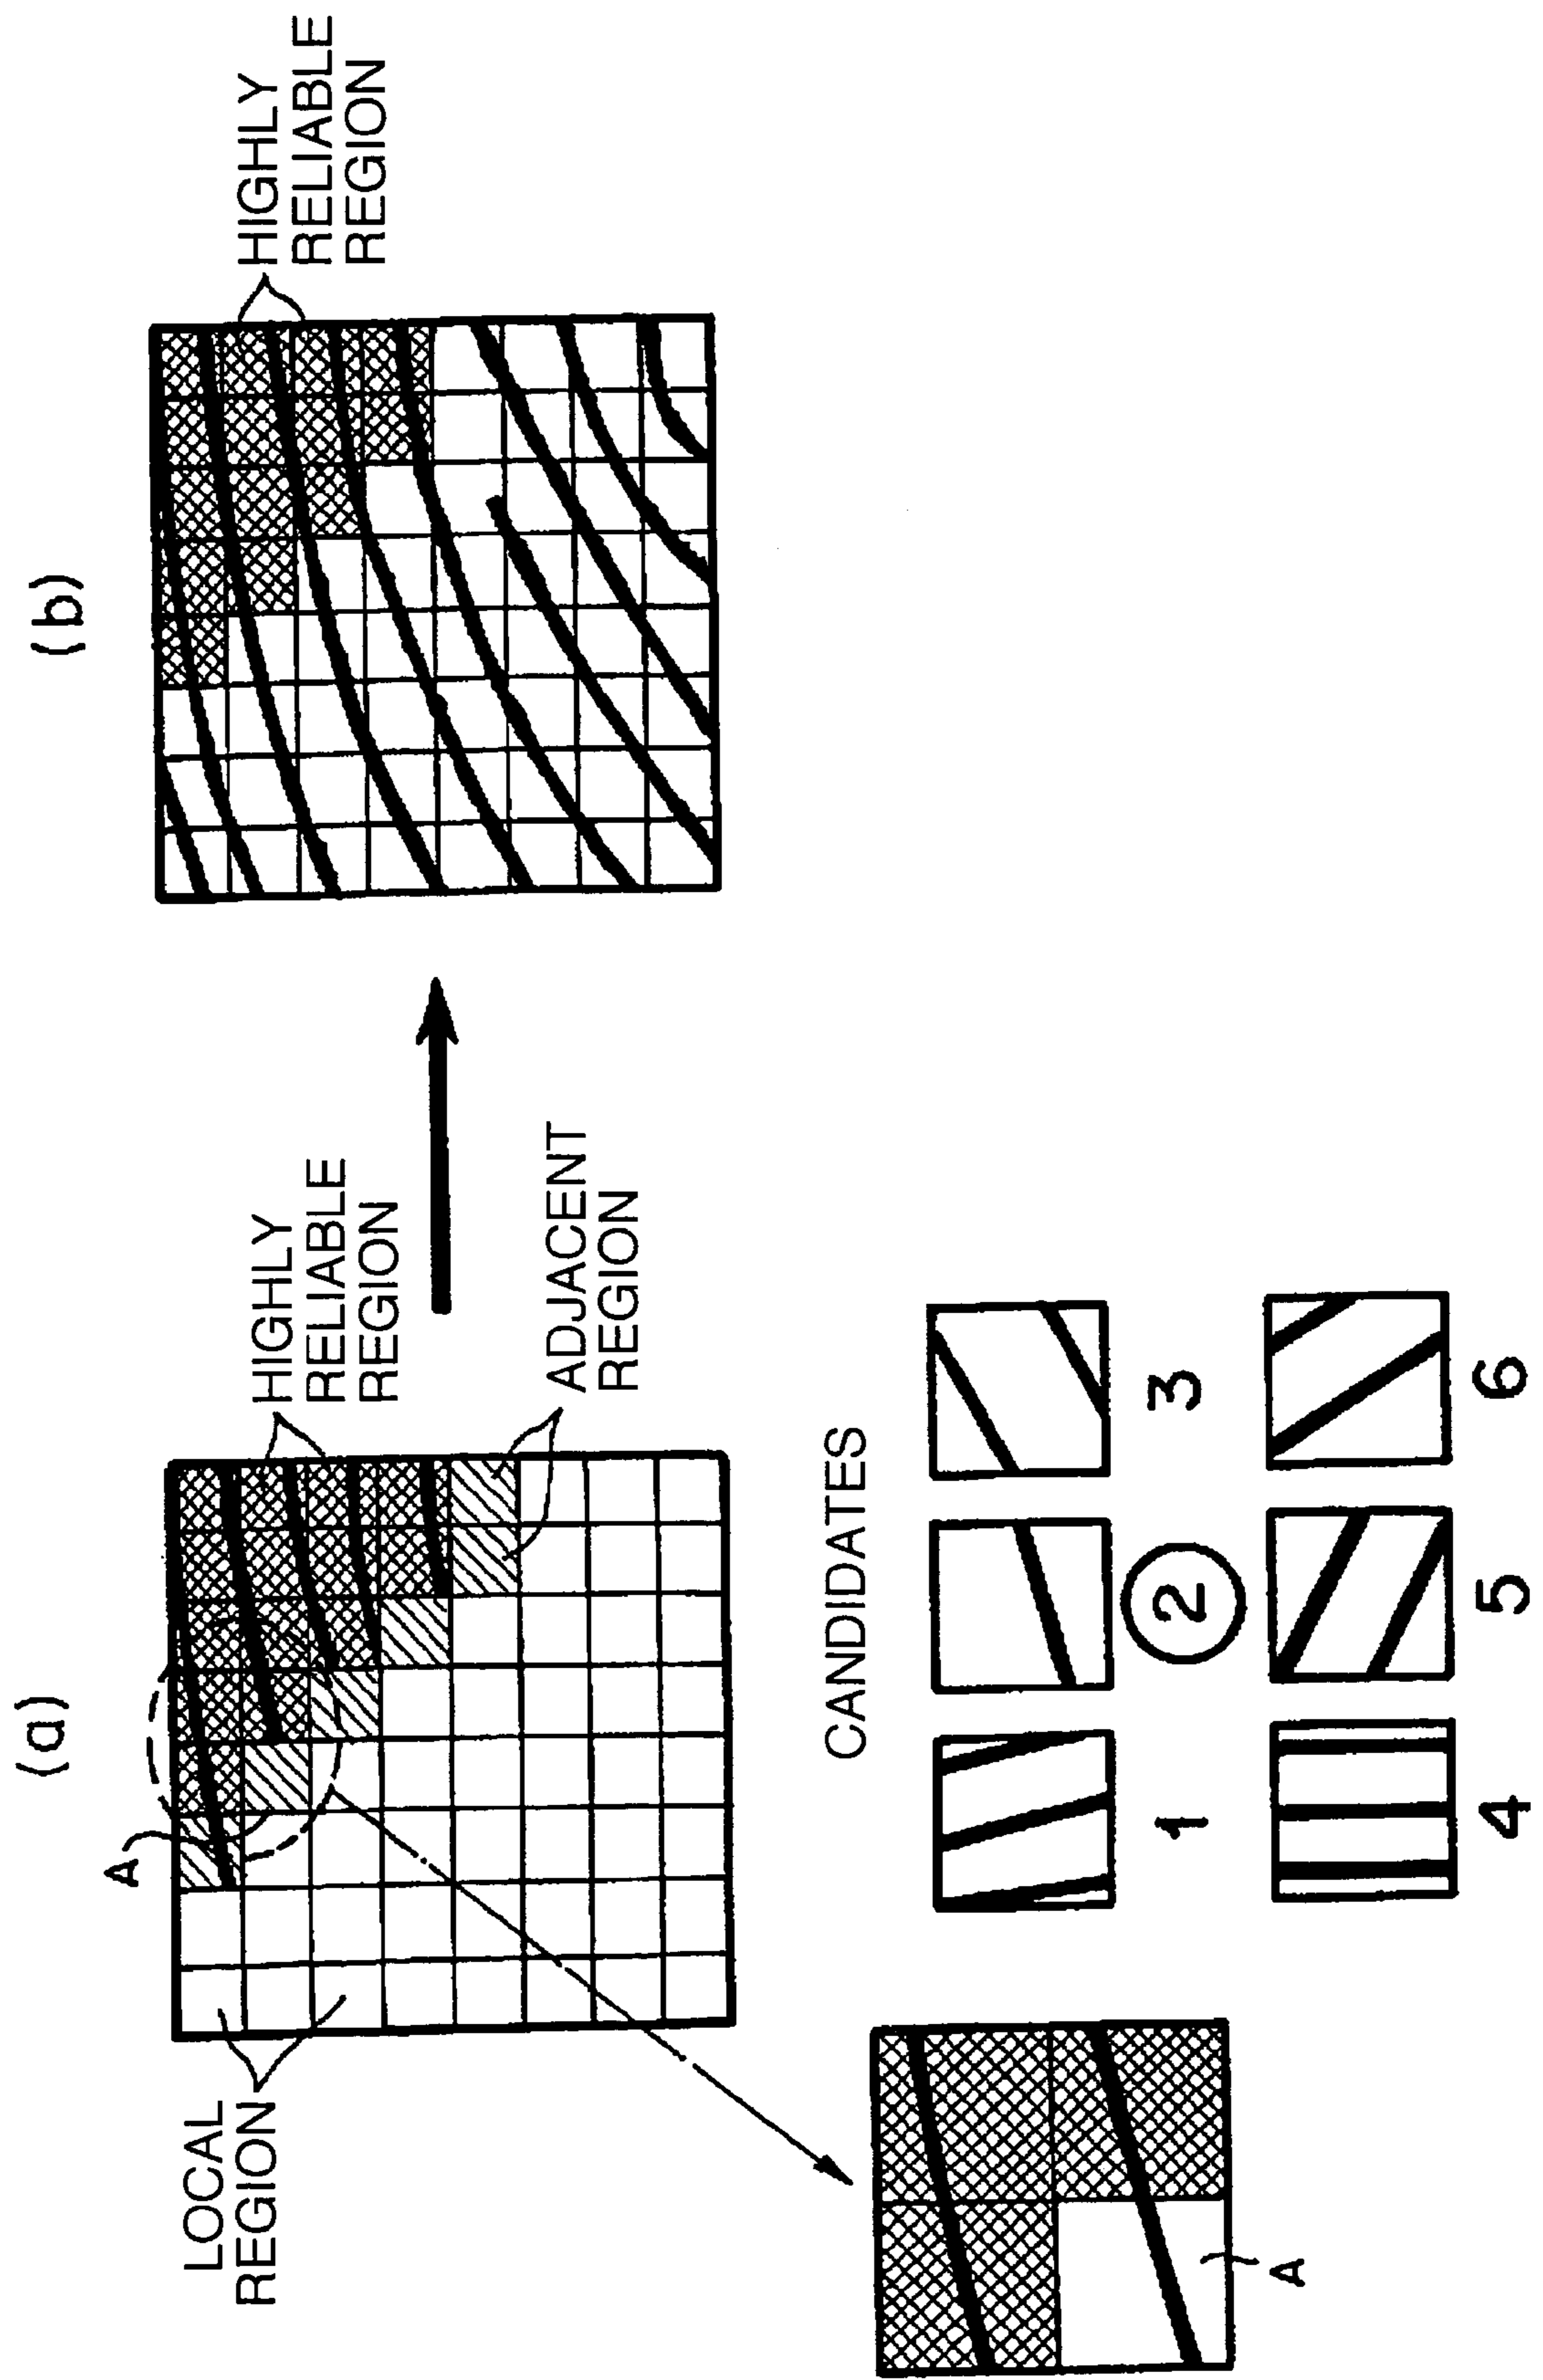 (a)
(b)
A
LOCAL
REGION
HIGHLY
RELIABLE
REGION
ADJACENT
REGION
HIGHLY
RELIABLE
REGION
CANDIDATES
1
2
3
4
5
6
A